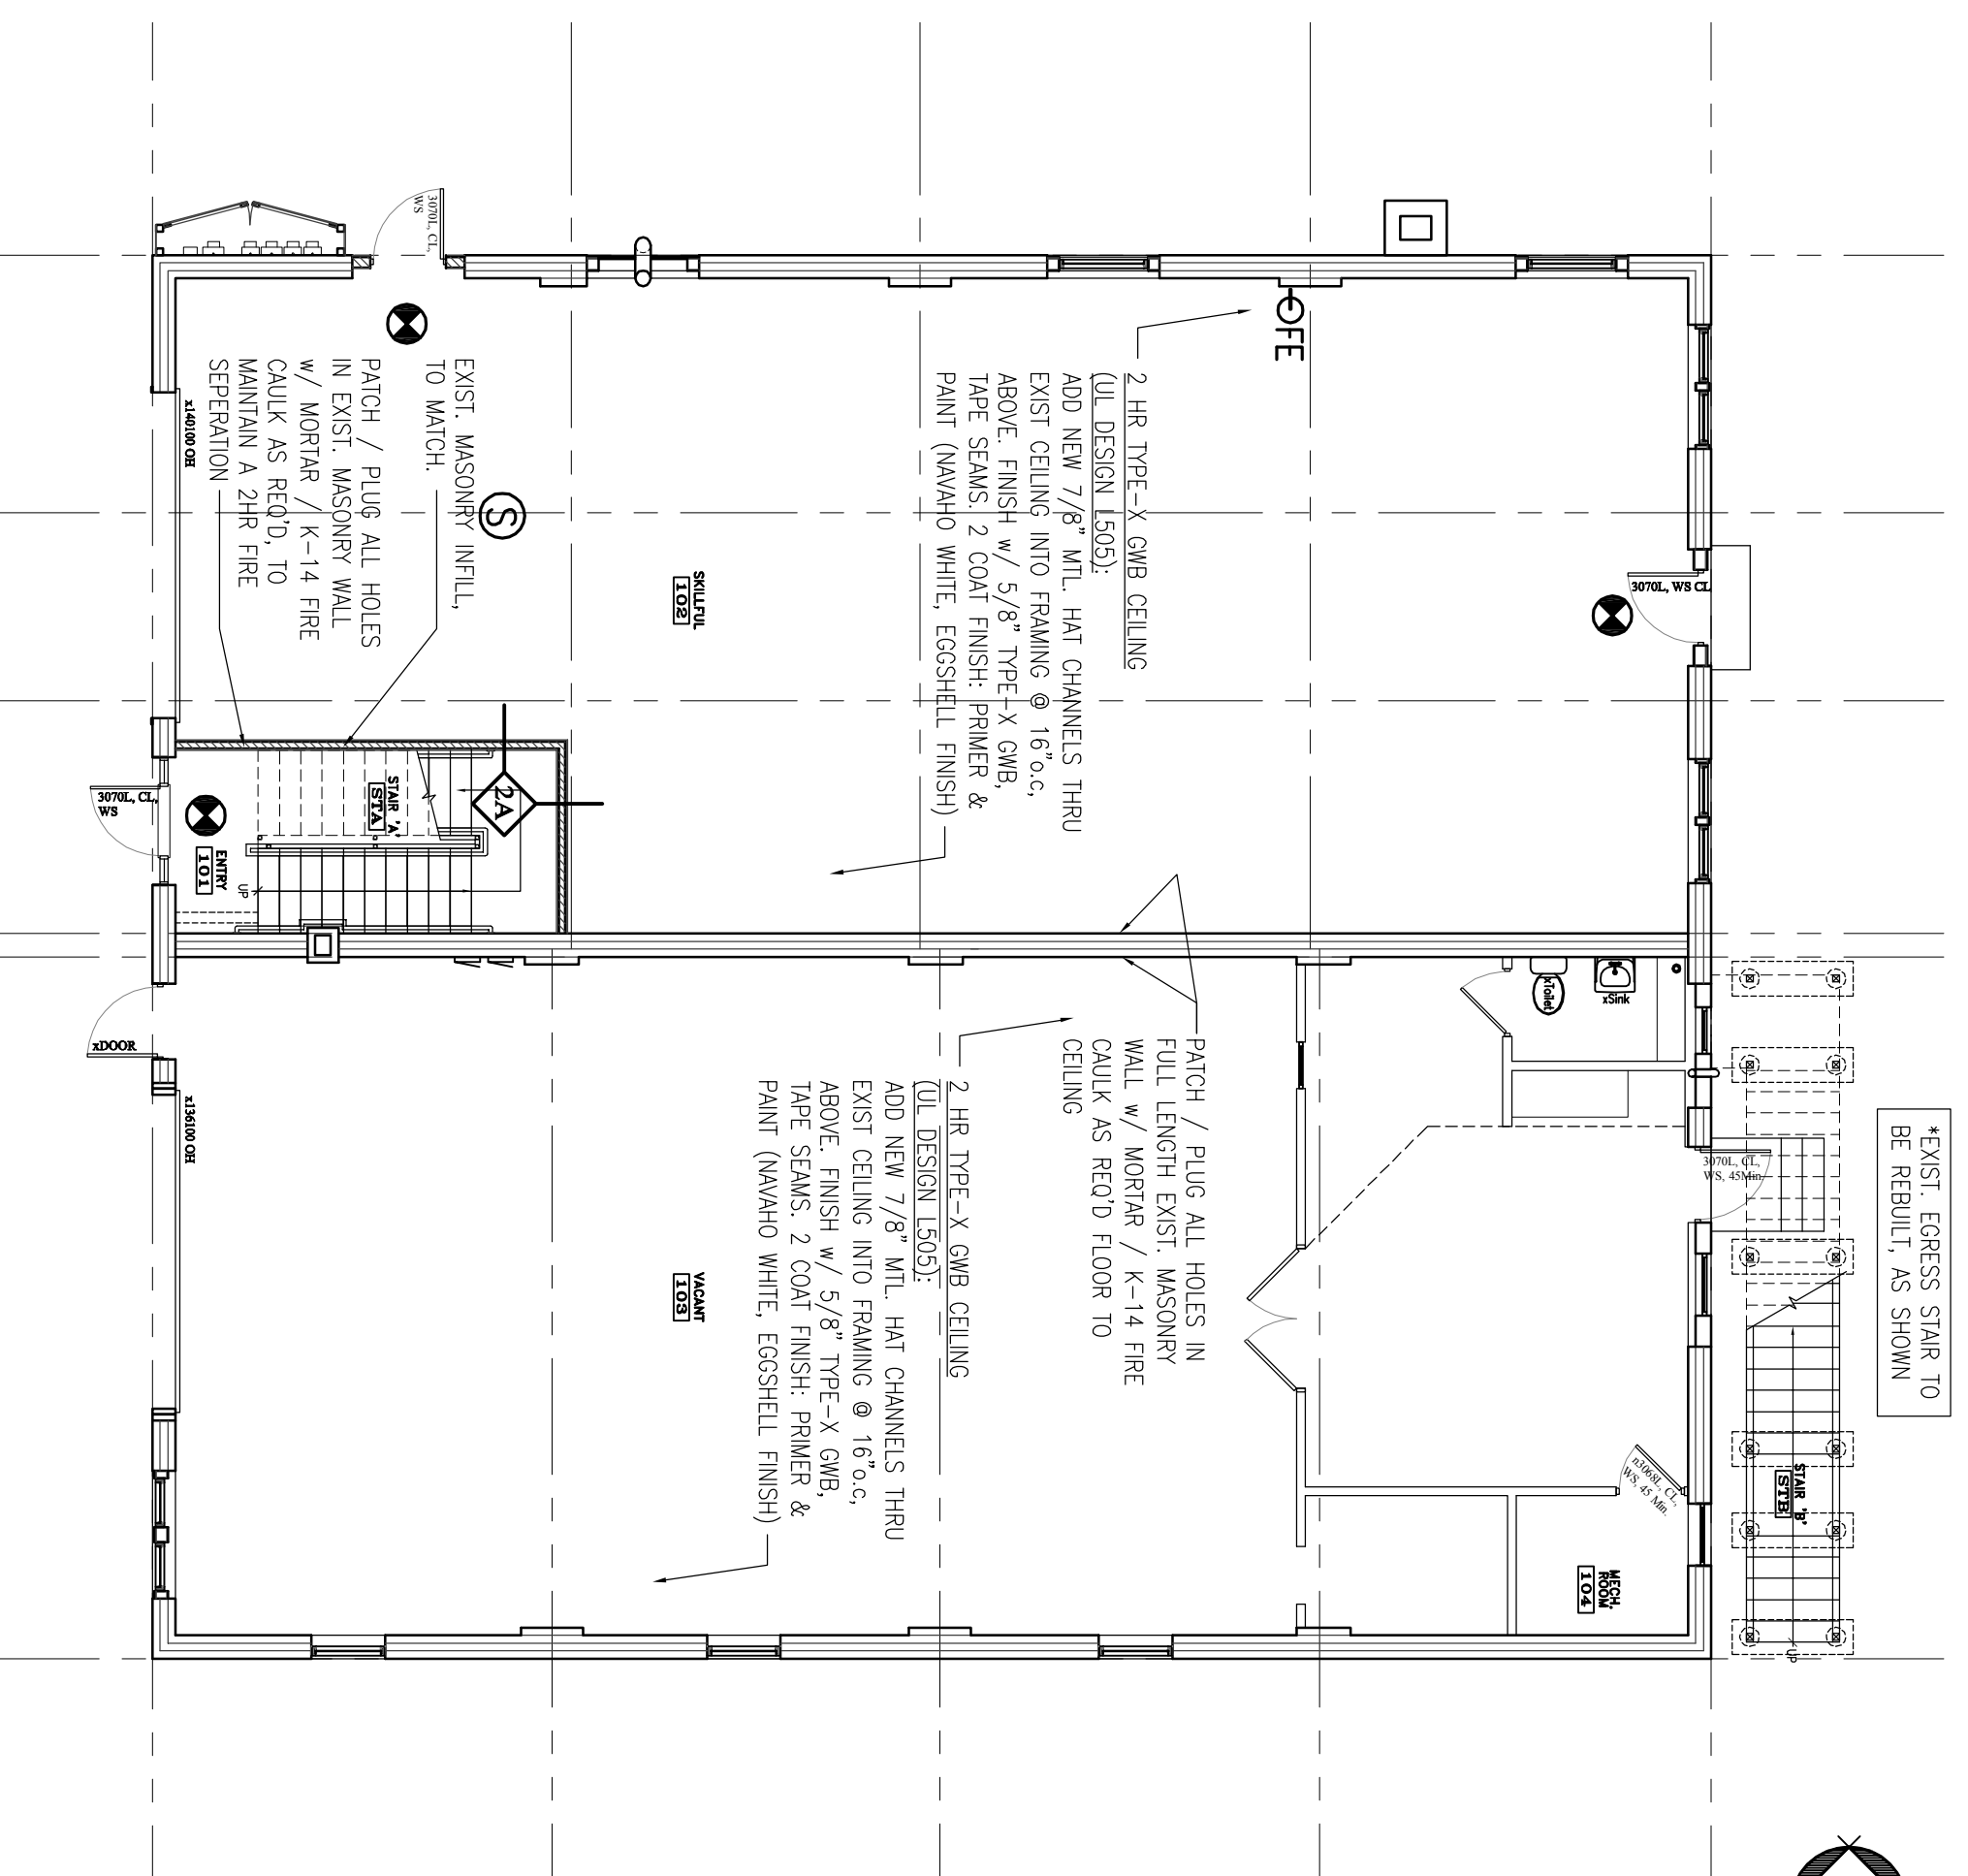 *EXIST. EGRESS STAIR TO
BE REBUILT, AS SHOWN
3070L, CL,
WS
FE
2 HR TYPE-X GWB CEILING
(UL DESIGN L505):
ADD NEW 7/8" MTL. HAT CHANNELS THRU
EXIST CEILING INTO FRAMING @ 16"o.c,
ABOVE. FINISH w/ 5/8" TYPE-X GWB,
TAPE SEAMS. 2 COAT FINISH: PRIMER &
PAINT (NAVAHO WHITE, EGGSHELL FINISH)
EXIST. MASONRY INFILL,
TO MATCH.
PATCH / PLUG ALL HOLES
IN EXIST. MASONRY WALL
w/ MORTAR / K-14 FIRE
CAULK AS REQ'D, TO
MAINTAIN A 2HR FIRE
SEPERATION
x140100 OH
S
SKILLFUL
102
3070L, WS CL
2A
STAIR 'A'
STA
3070L, CL,
WS
ENTRY
101
UP
xToilet
xSink
xDOOR
PATCH / PLUG ALL HOLES IN
FULL LENGTH EXIST. MASONRY
WALL w/ MORTAR / K-14 FIRE
CAULK AS REQ'D FLOOR TO
CEILING
2 HR TYPE-X GWB CEILING
(UL DESIGN L505):
ADD NEW 7/8" MTL. HAT CHANNELS THRU
EXIST CEILING INTO FRAMING @ 16"o.c,
ABOVE. FINISH w/ 5/8" TYPE-X GWB,
TAPE SEAMS. 2 COAT FINISH: PRIMER &
PAINT (NAVAHO WHITE, EGGSHELL FINISH)
x136100 OH
3070L, CL,
WS, 45Min.
VACANT
103
n3068L, CL,
WS, 45 Min.
STAIR 'B'
STB
MECH.
ROOM
104
UP